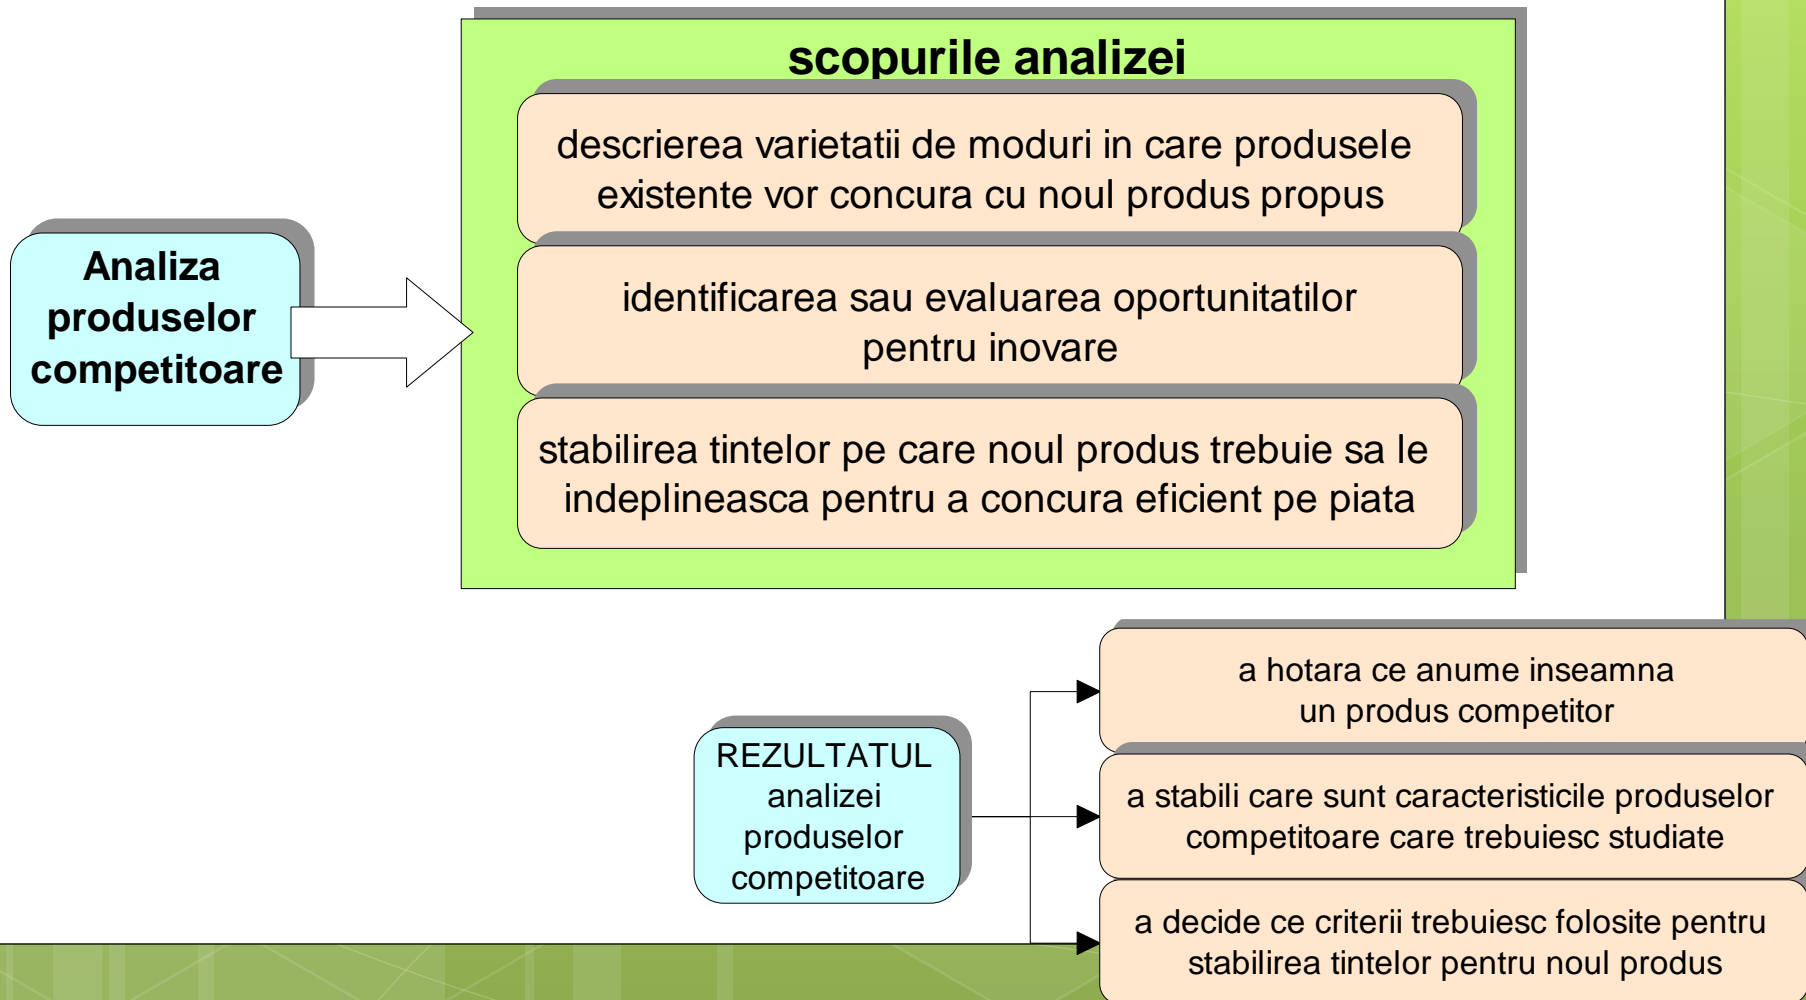 scopurile analizei
descrierea varietatii de moduri in care produsele
existente vor concura cu noul produs propus
Analiza
produselor
competitoare
identificarea sau evaluarea oportunitatilor
pentru inovare
stabilirea tintelor pe care noul produs trebuie sa le
indeplineasca pentru a concura eficient pe piata
REZULTATUL
analizei
produselor
competitoare
a hotara ce anume inseamna
un produs competitor
a stabili care sunt caracteristicile produselor
competitoare care trebuiesc studiate
a decide ce criterii trebuiesc folosite pentru
stabilirea tintelor pentru noul produs